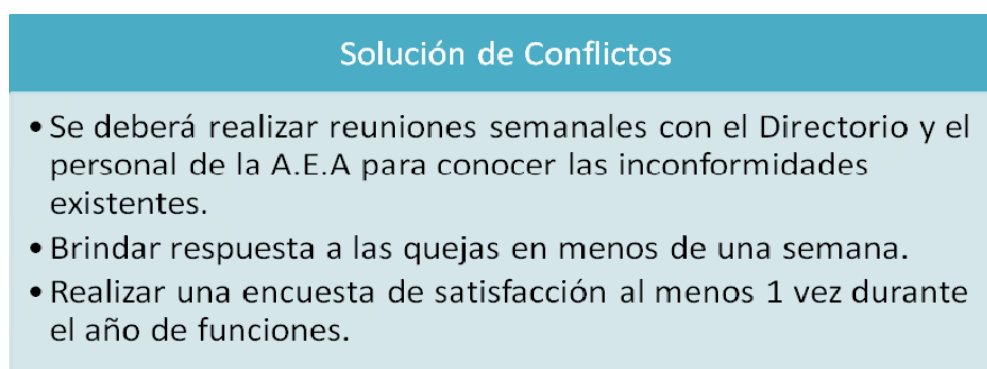 Solución de Conflictos
• Se deberá realizar reuniones semanales con el Directorio y el
personal de la A.E.A para conocer las inconformidades
existentes.
• Brindar respuesta a las quejas en menos de una semana.
• Realizar una encuesta de satisfacción al menos 1 vez durante
el año de funciones.